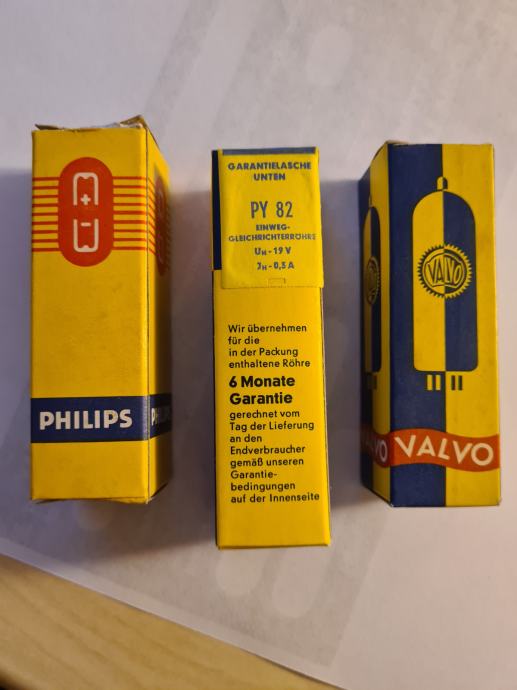 PHILIPS
GARANTIELASCHE
UNTEN
PY 82
EINWEG-
GLEICHRICHTERRÖHRE
UH - 19 V
JH - 0,3 A
Wir übernehmen
für die
in der Packung
enthaltene Röhre
6 Monate
Garantie
gerechnet vom
Tag der Lieferung
an den
Endverbraucher
gemäß unseren
Garantie-
bedingungen
auf der Innenseite
VALVO
VALVO